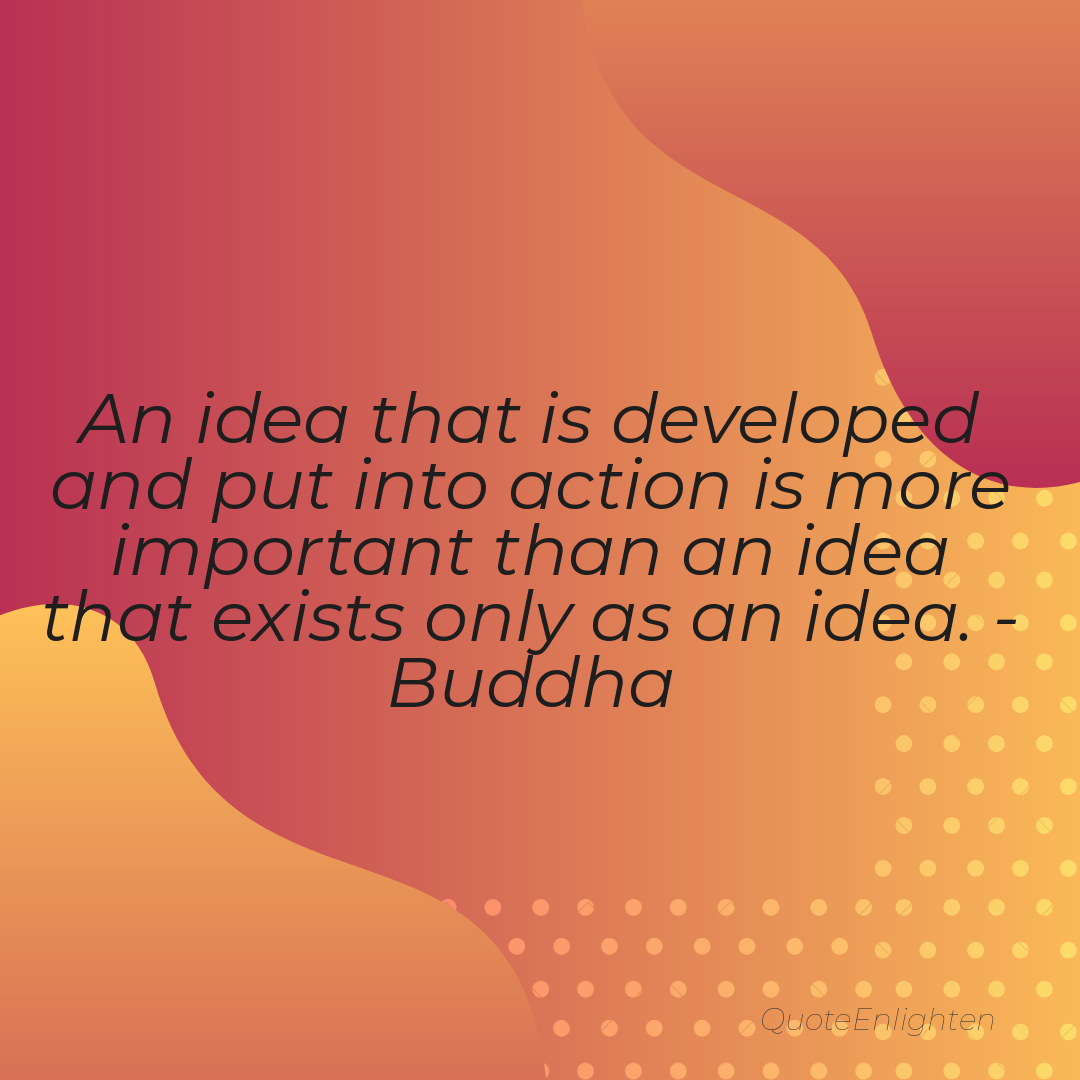 An idea that is developed
and put into action is more
important than an idea
that exists only as an idea. -
Buddha
QuoteEnlighten